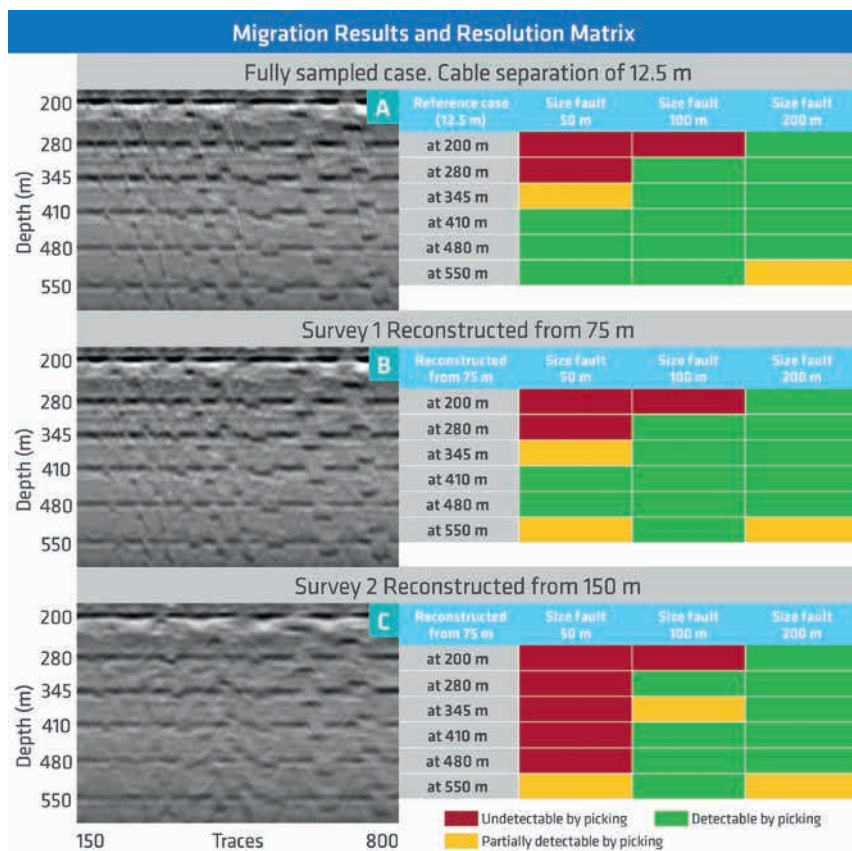 Migration Results and Resolution Matrix
Fully sampled case. Cable separation of 12.5 m
Depth (m)
200
280
345
410
480
550
A
Reference case (12.5 m)
Size fault 50 m
Size fault 100 m
Size fault 200 m
at 200 m
at 280 m
at 345 m
at 410 m
at 480 m
at 550 m
Survey 1 Reconstructed from 75 m
Depth (m)
200
280
345
410
480
550
B
Reconstructed from 75 m
Size fault 50 m
Size fault 100 m
Size fault 200 m
at 200 m
at 280 m
at 345 m
at 410 m
at 480 m
at 550 m
Survey 2 Reconstructed from 150 m
Depth (m)
200
280
345
410
480
550
C
Reconstructed from 75 m
Size fault 50 m
Size fault 100 m
Size fault 200 m
at 200 m
at 280 m
at 345 m
at 410 m
at 480 m
at 550 m
150 Traces 800
Undetectable by picking
Detectable by picking
Partially detectable by picking